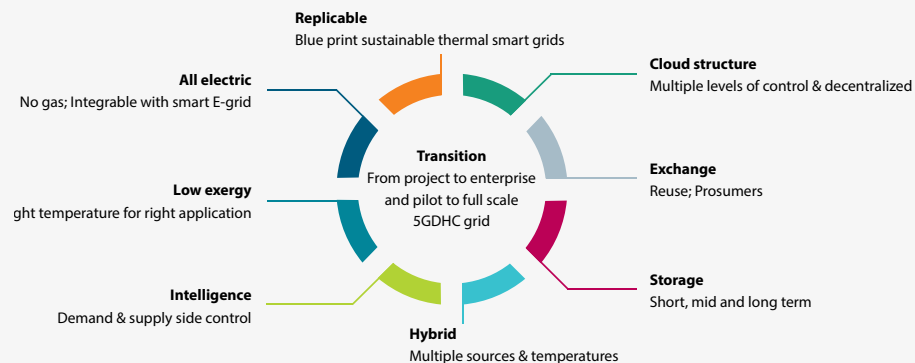 Replicable
Blue print sustainable thermal smart grids
Cloud structure
Multiple levels of control & decentralized
All electric
No gas; Integrable with smart E-grid
Transition
From project to enterprise
and pilot to full scale
5GDHC grid
Exchange
Reuse; Prosumers
Low exergy
ght temperature for right application
Storage
Short, mid and long term
Intelligence
Demand & supply side control
Hybrid
Multiple sources & temperatures